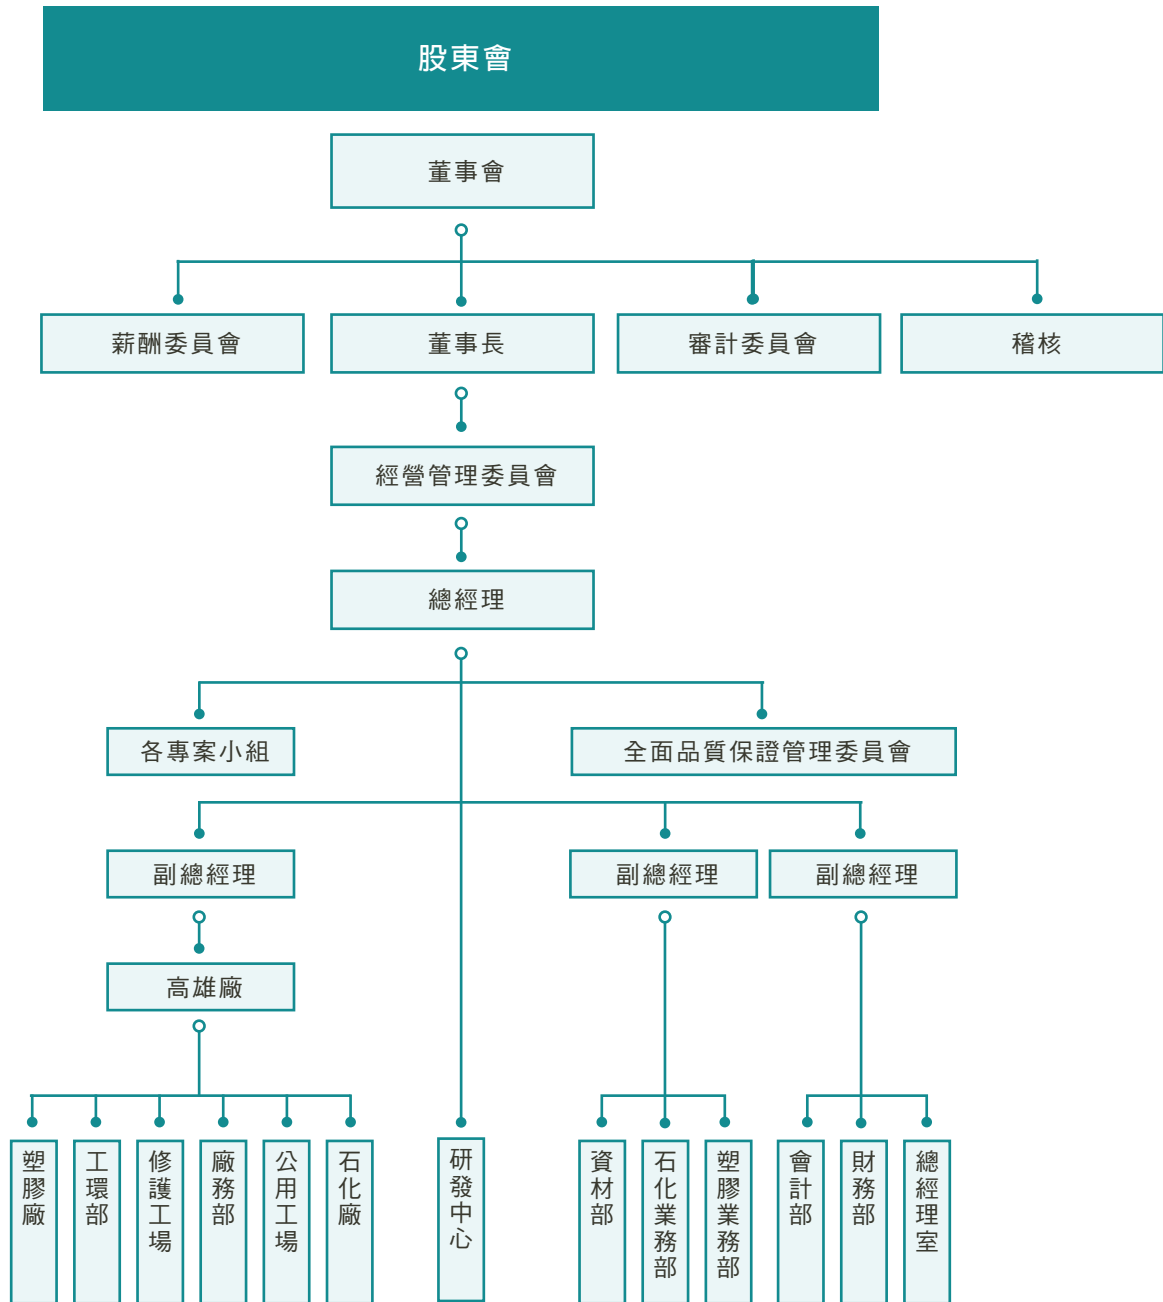 股東會
董事會
薪酬委員會
董事長
審計委員會
稽核
經營管理委員會
總經理
各專案小組
全面品質保證管理委員會
副總經理
副總經理
副總經理
高雄廠
塑膠廠
工環部
修護工場
廠務部
公用工場
石化廠
研發中心
資材部
石化業務部
塑膠業務部
會計部
財務部
總經理室